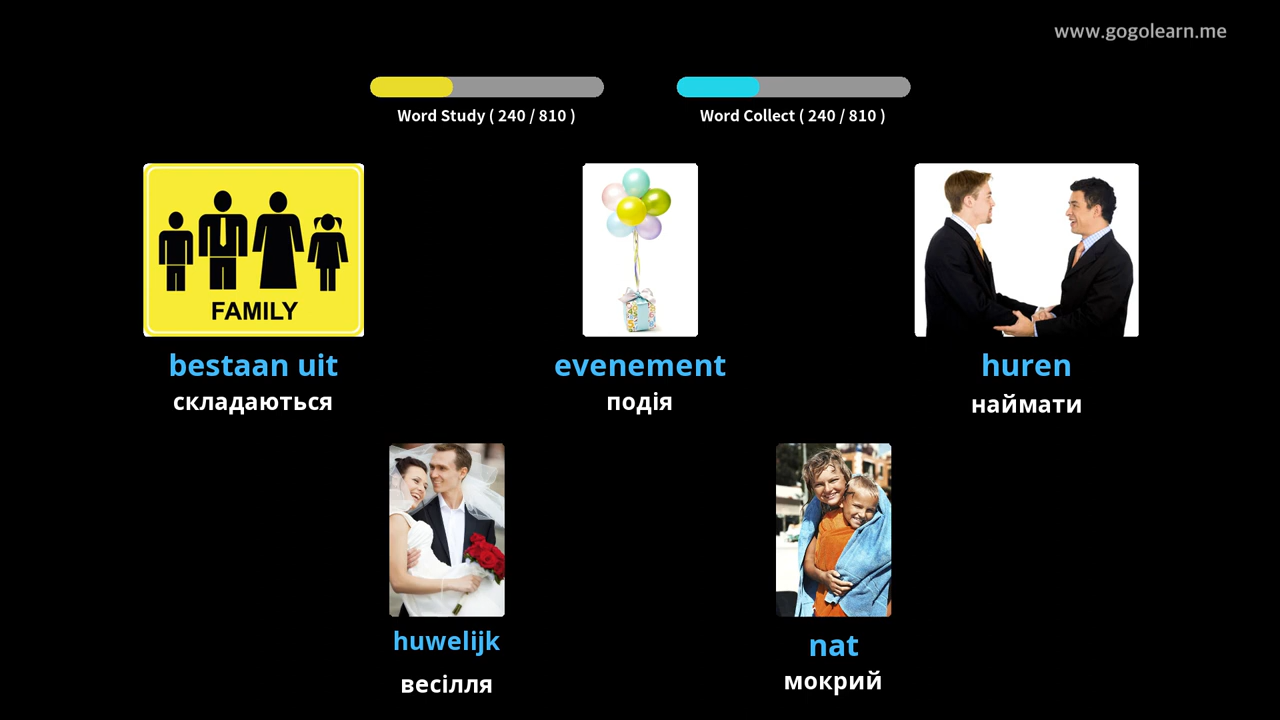 www.gogolearn.me
Word Study ( 240 / 810 )
Word Collect ( 240 / 810 )
FAMILY
bestaan uit
складаються
evenement
подія
huren
наймати
huwelijk
весілля
nat
мокрий